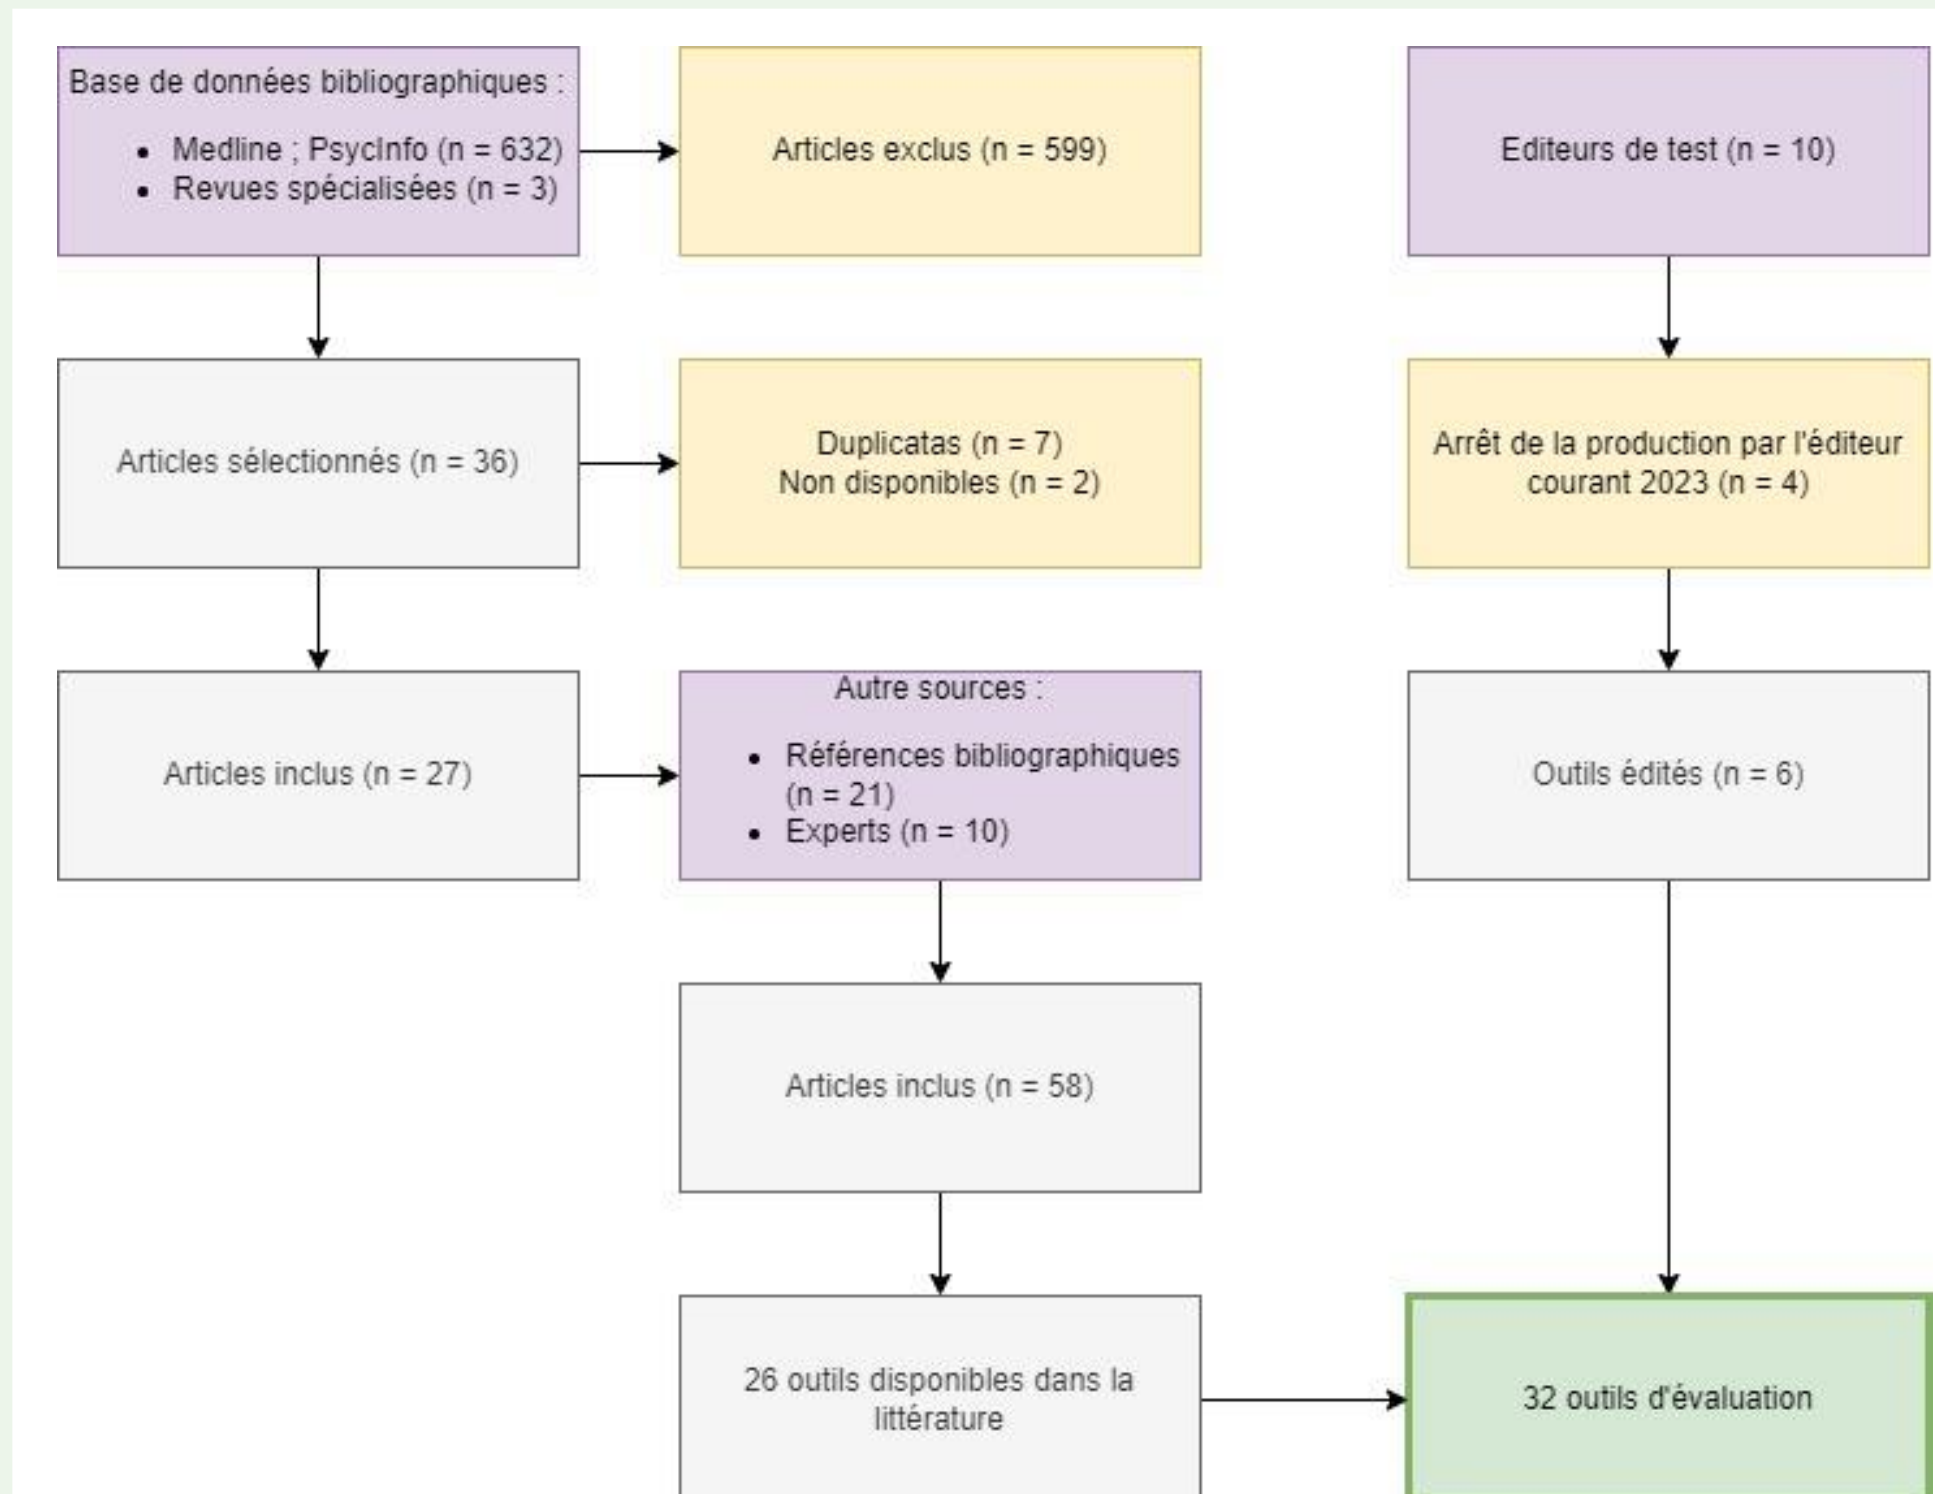 Base de données bibliographiques :
• Medline ; PsycInfo (n = 632)
• Revues spécialisées (n = 3)
Articles exclus (n = 599)
Editeurs de test (n = 10)
Articles sélectionnés (n = 36)
Duplicatas (n = 7)
Non disponibles (n = 2)
Arrêt de la production par l'éditeur
courant 2023 (n = 4)
Articles inclus (n = 27)
Autre sources :
• Références bibliographiques
(n = 21)
• Experts (n = 10)
Outils édités (n = 6)
Articles inclus (n = 58)
26 outils disponibles dans la
littérature
32 outils d'évaluation